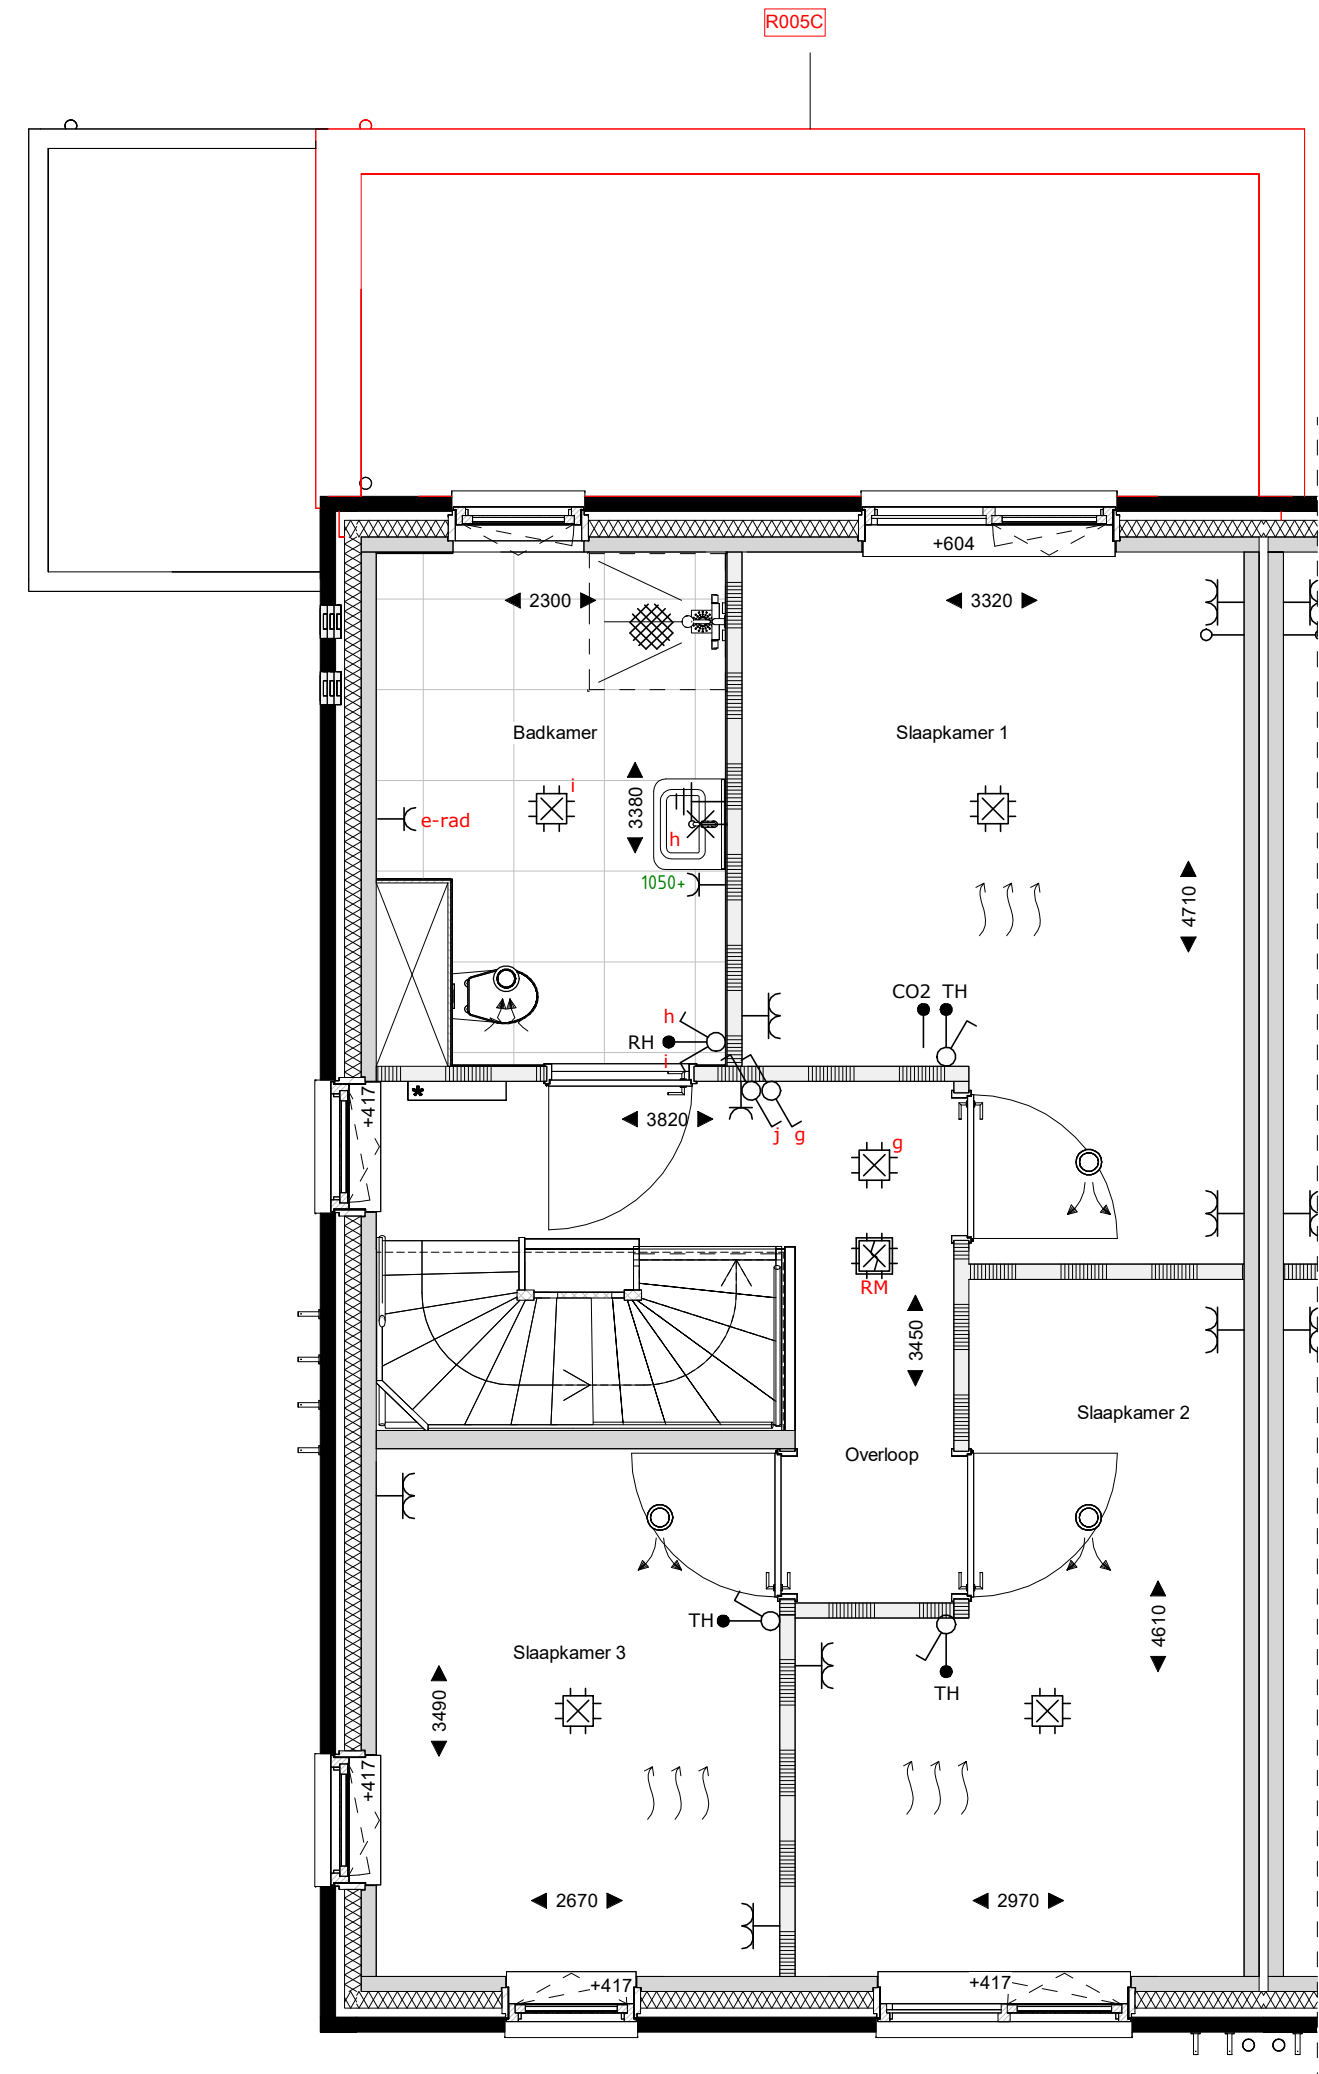 R005C
+604
2300
3320
Badkamer
Slaapkamer 1
i
3380
e-rad
h
1050+
4710
CO2 TH
h
RH
i
*
+417
3820
j g
g
RM
3450
Slaapkamer 2
Overloop
TH
4610
Slaapkamer 3
TH
3490
+417
2670
2970
+417
+417